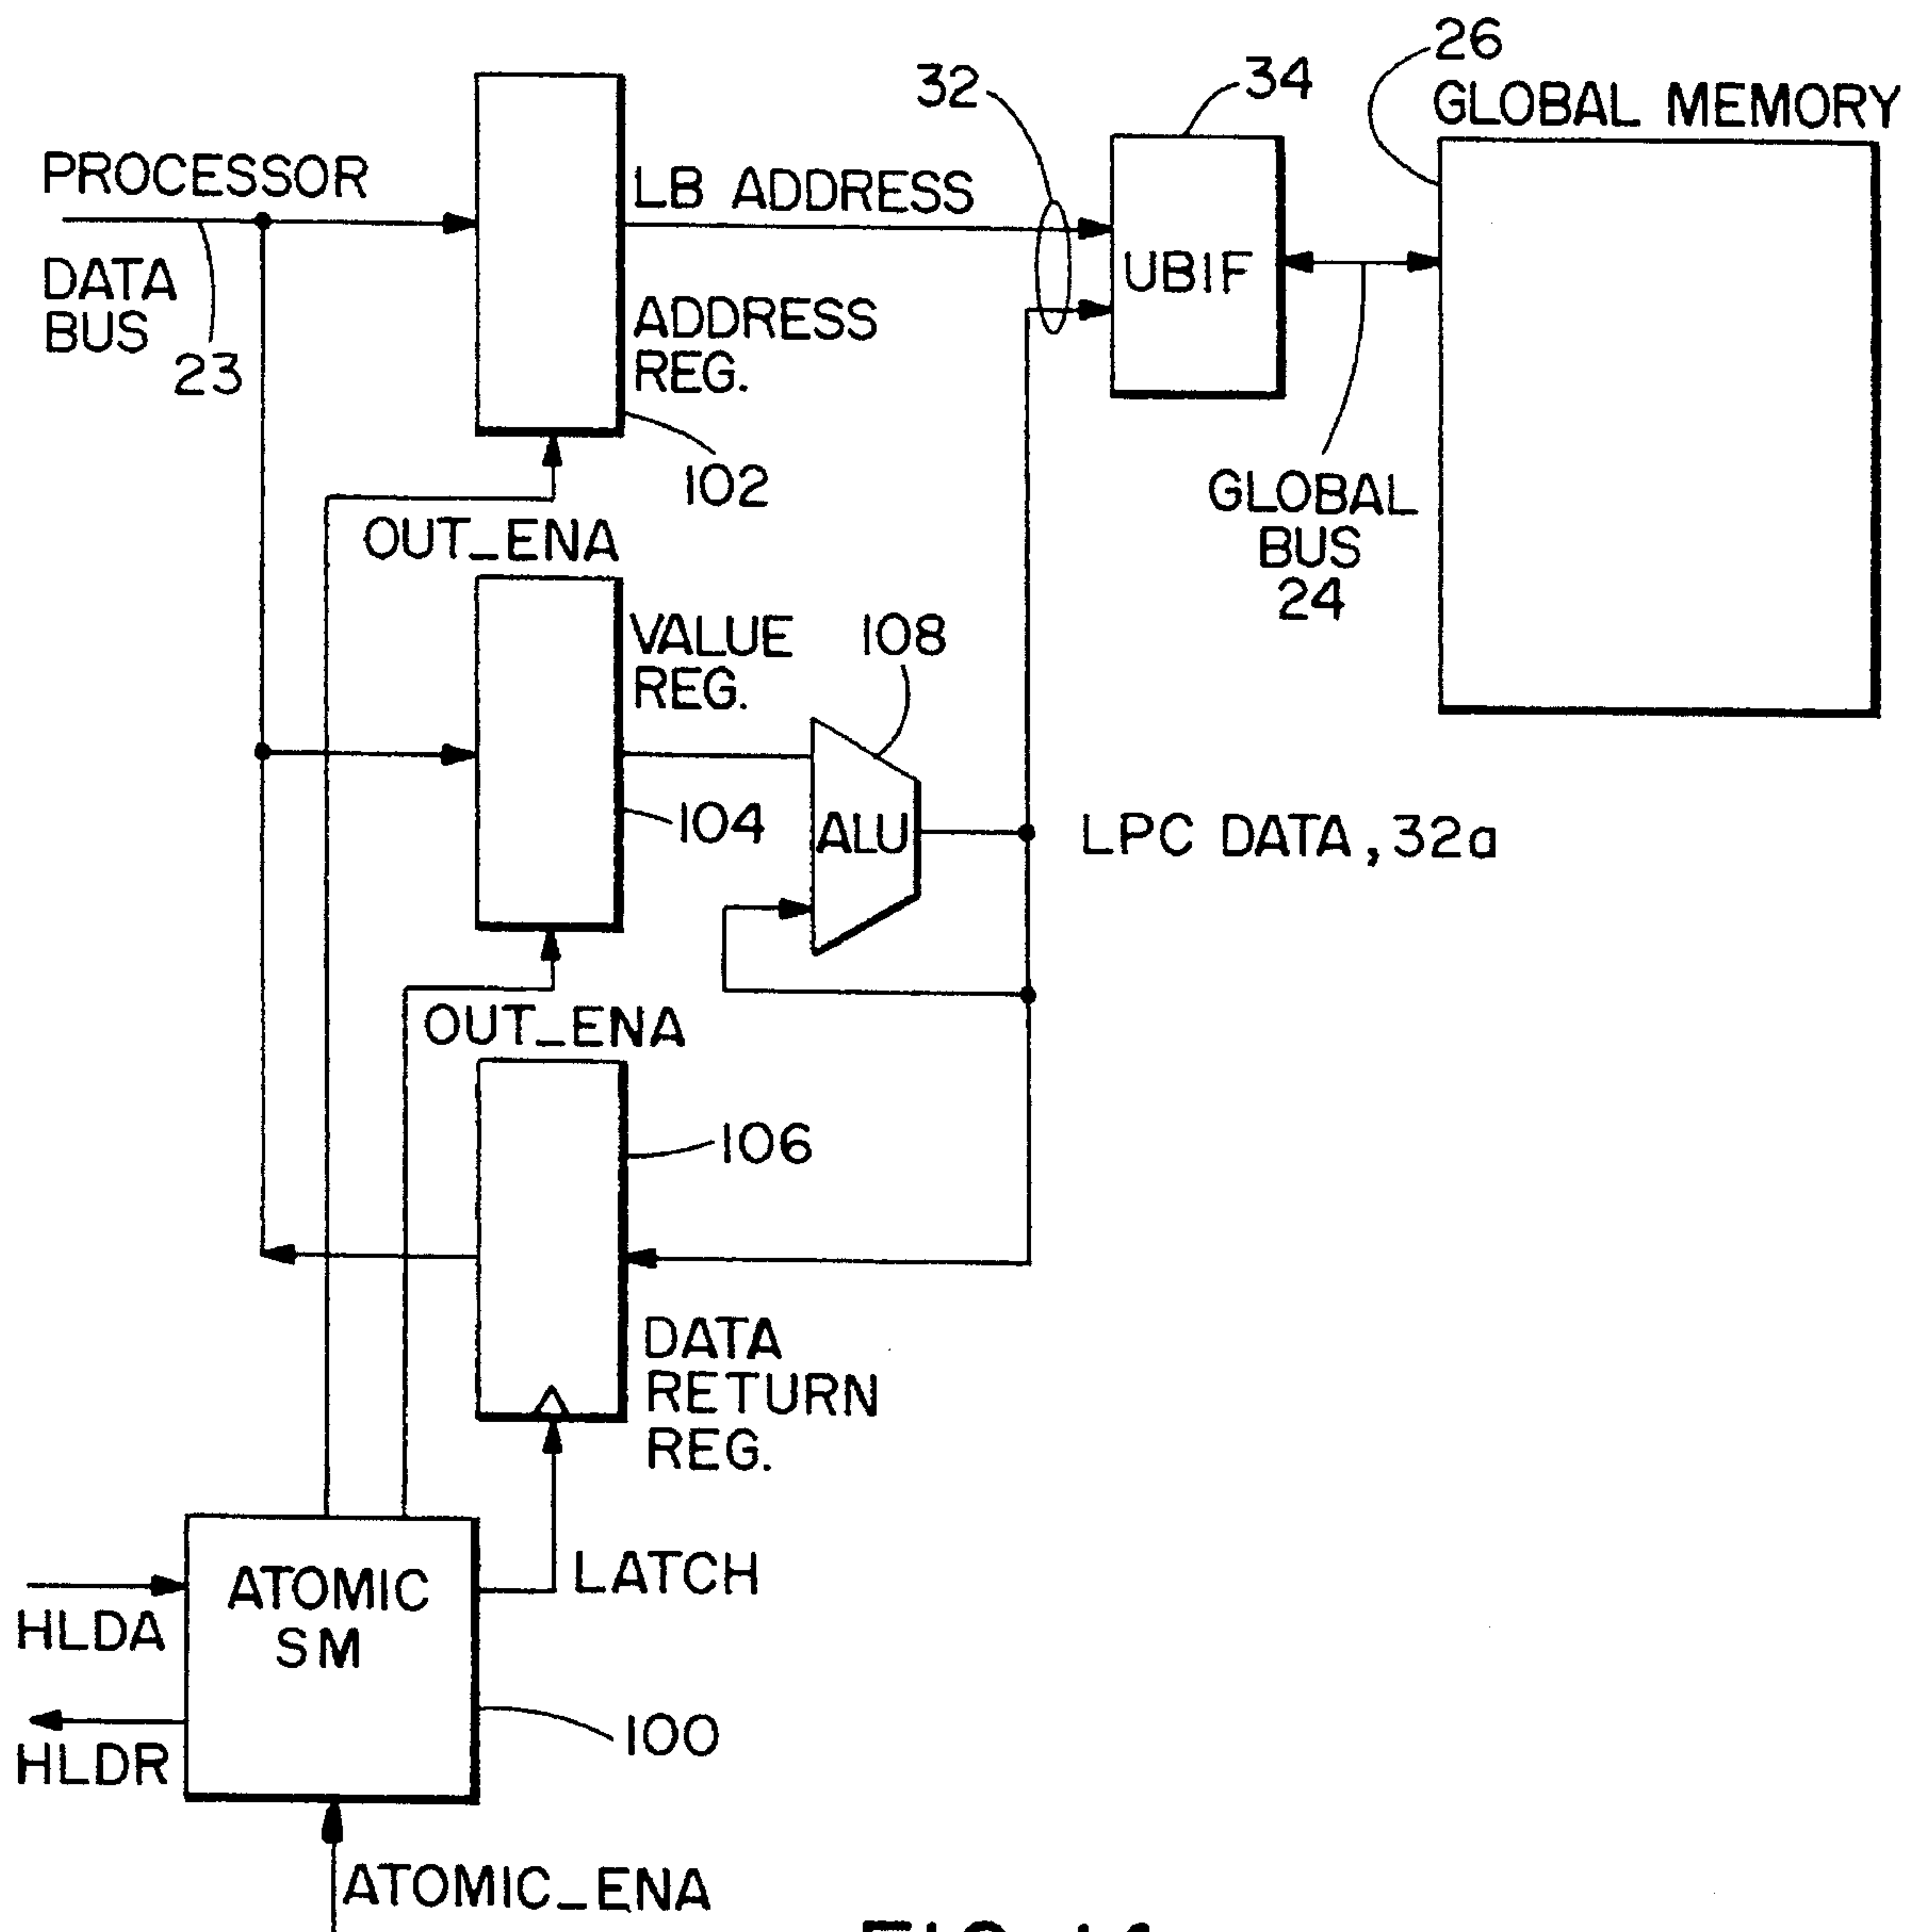 26
GLOBAL MEMORY
32
34
PROCESSOR
LB ADDRESS
UBIF
DATA
BUS
23
ADDRESS
REG.
102
OUT_ENA
GLOBAL
BUS
24
VALUE
REG.
108
104
ALU
LPC DATA, 32a
OUT_ENA
106
DATA
RETURN
REG.
ATOMIC
SM
LATCH
HLDA
100
HLDR
ATOMIC_ENA